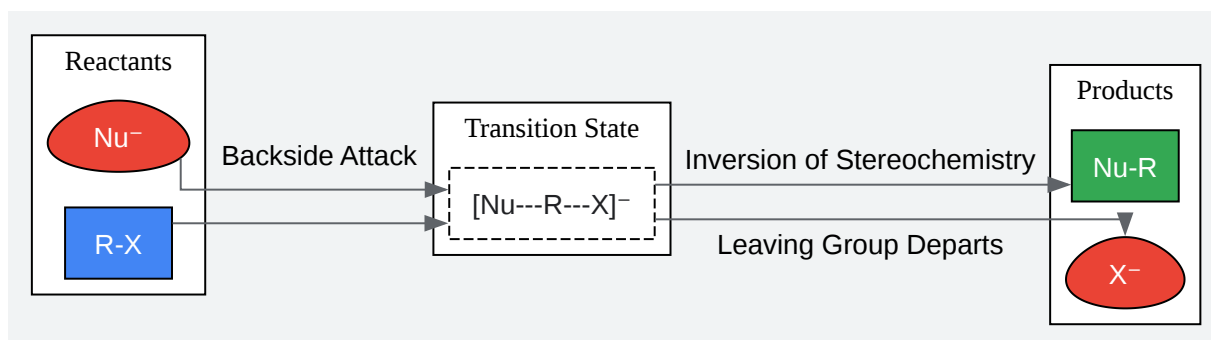 Reactants
Nu⁻
R-X
Backside Attack
Transition State
[Nu---R---X]⁻
Inversion of Stereochemistry
Leaving Group Departs
Products
Nu-R
X⁻